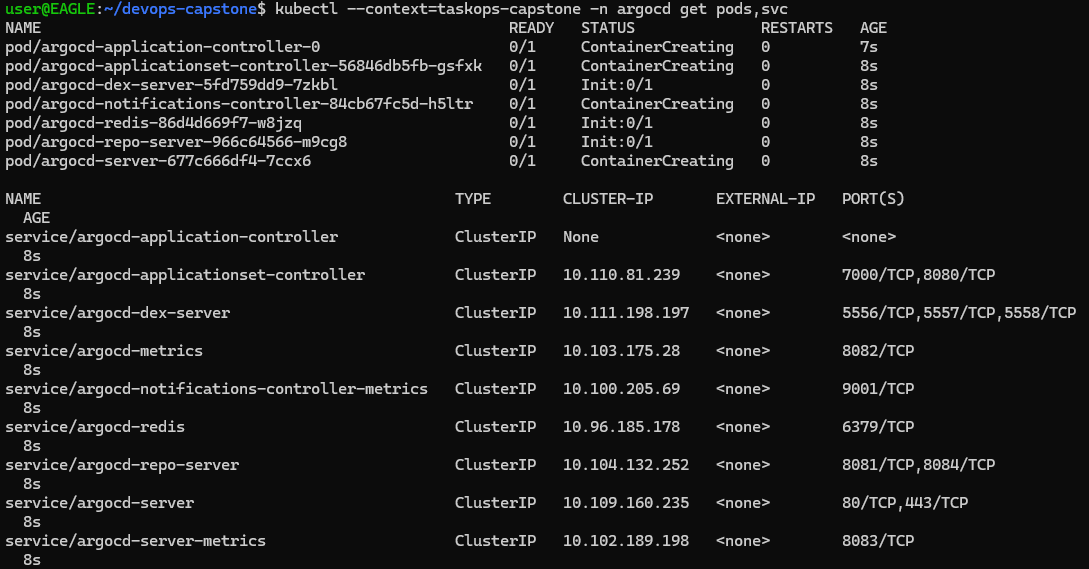 user@EAGLE:~/devops-capstone$ kubectl --context=taskops-capstone -n argocd get pods,svc
NAME READY STATUS RESTARTS AGE
pod/argocd-application-controller-0 0/1 ContainerCreating 0 7s
pod/argocd-applicationset-controller-56846db5fb-gsfxk 0/1 ContainerCreating 0 8s
pod/argocd-dex-server-5fd759dd9-7zkbl 0/1 Init:0/1 0 8s
pod/argocd-notifications-controller-84cb67fc5d-h5ltr 0/1 ContainerCreating 0 8s
pod/argocd-redis-86d4d669f7-w8jzq 0/1 Init:0/1 0 8s
pod/argocd-repo-server-966c64566-m9cg8 0/1 Init:0/1 0 8s
pod/argocd-server-677c666df4-7ccx6 0/1 ContainerCreating 0 8s
NAME TYPE CLUSTER-IP EXTERNAL-IP PORT(S)
AGE
service/argocd-application-controller ClusterIP None <none> <none>
8s
service/argocd-applicationset-controller ClusterIP 10.110.81.239 <none> 7000/TCP,8080/TCP
8s
service/argocd-dex-server ClusterIP 10.111.198.197 <none> 5556/TCP,5557/TCP,5558/TCP
8s
service/argocd-metrics ClusterIP 10.103.175.28 <none> 8082/TCP
8s
service/argocd-notifications-controller-metrics ClusterIP 10.100.205.69 <none> 9001/TCP
8s
service/argocd-redis ClusterIP 10.96.185.178 <none> 6379/TCP
8s
service/argocd-repo-server ClusterIP 10.104.132.252 <none> 8081/TCP,8084/TCP
8s
service/argocd-server ClusterIP 10.109.160.235 <none> 80/TCP,443/TCP
8s
service/argocd-server-metrics ClusterIP 10.102.189.198 <none> 8083/TCP
8s